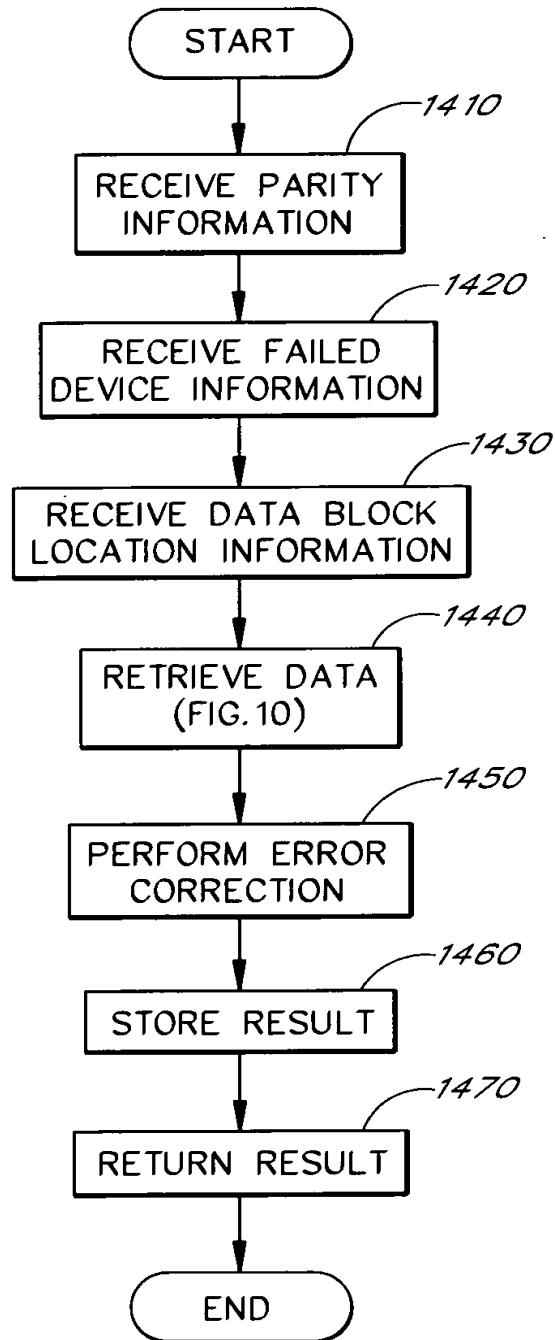 START
1410
RECEIVE PARITY
INFORMATION
1420
RECEIVE FAILED
DEVICE INFORMATION
1430
RECEIVE DATA BLOCK
LOCATION INFORMATION
1440
RETRIEVE DATA
(FIG.10)
1450
PERFORM ERROR
CORRECTION
1460
STORE RESULT
1470
RETURN RESULT
END